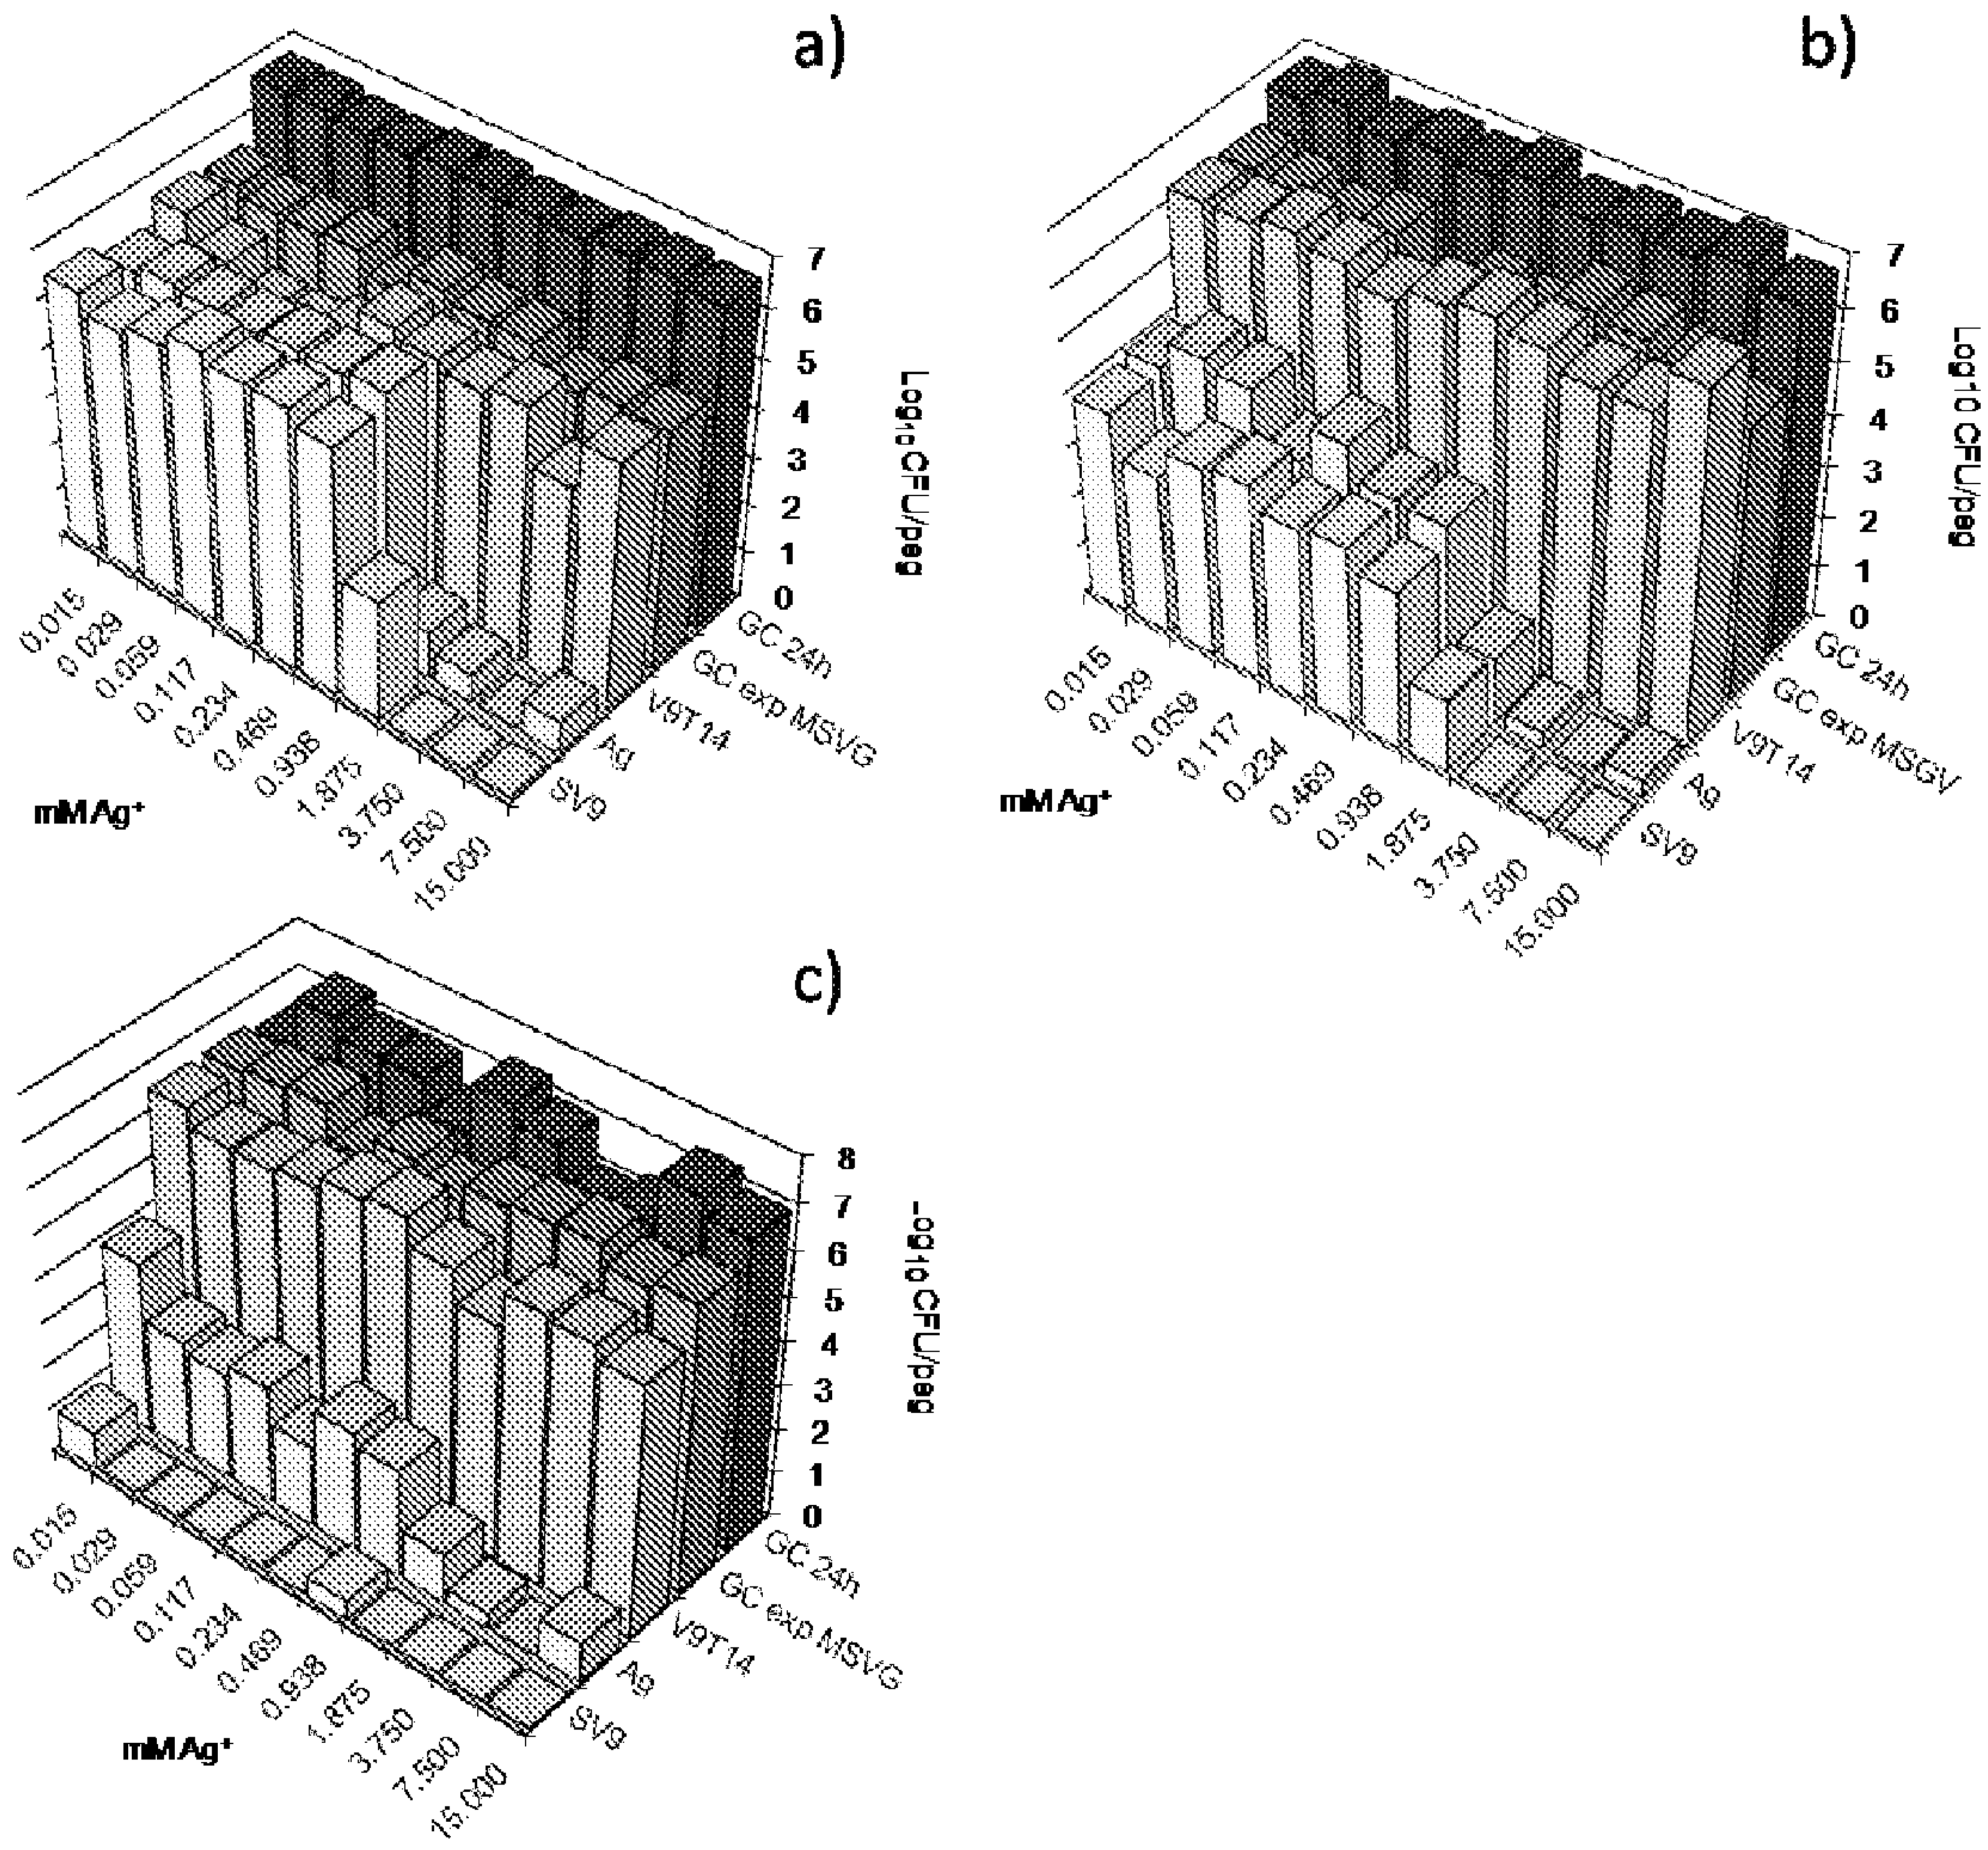 a)
7
6
5
4
3
2
1
0
Log10 CFU/peg
GC 24h
GC exp MSVG
V9T14
Ag
SV9
0.015
0.029
0.059
0.117
0.234
0.469
0.938
1.875
3.750
7.500
15.000
mM Ag+
b)
7
6
5
4
3
2
1
0
Log10 CFU/peg
GC 24h
GC exp MSGV
V9T14
Ag
SV9
0.015
0.029
0.059
0.117
0.234
0.469
0.938
1.875
3.750
7.500
15.000
mM Ag+
c)
8
7
6
5
4
3
2
1
0
Log10 CFU/peg
GC 24h
GC exp MSVG
V9T14
Ag
SV9
0.015
0.029
0.059
0.117
0.234
0.469
0.938
1.875
3.750
7.500
15.000
mM Ag+